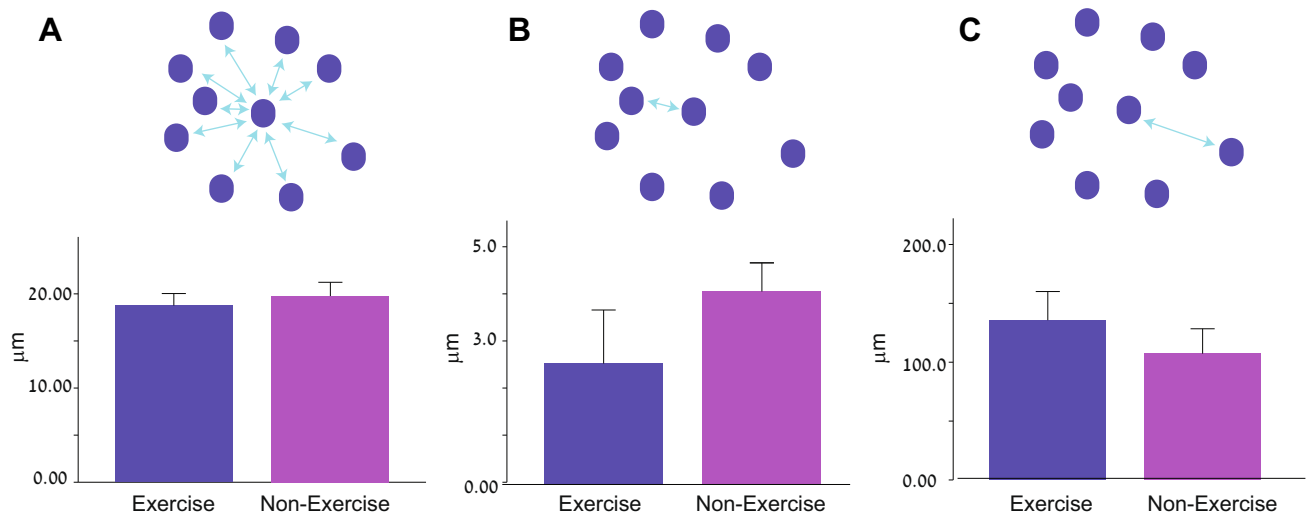 A
B
C
μm
20.00
10.00
0.00
Exercise
Non-Exercise
μm
5.0
3.0
0.00
Exercise
Non-Exercise
μm
200.0
100.0
0.00
Exercise
Non-Exercise